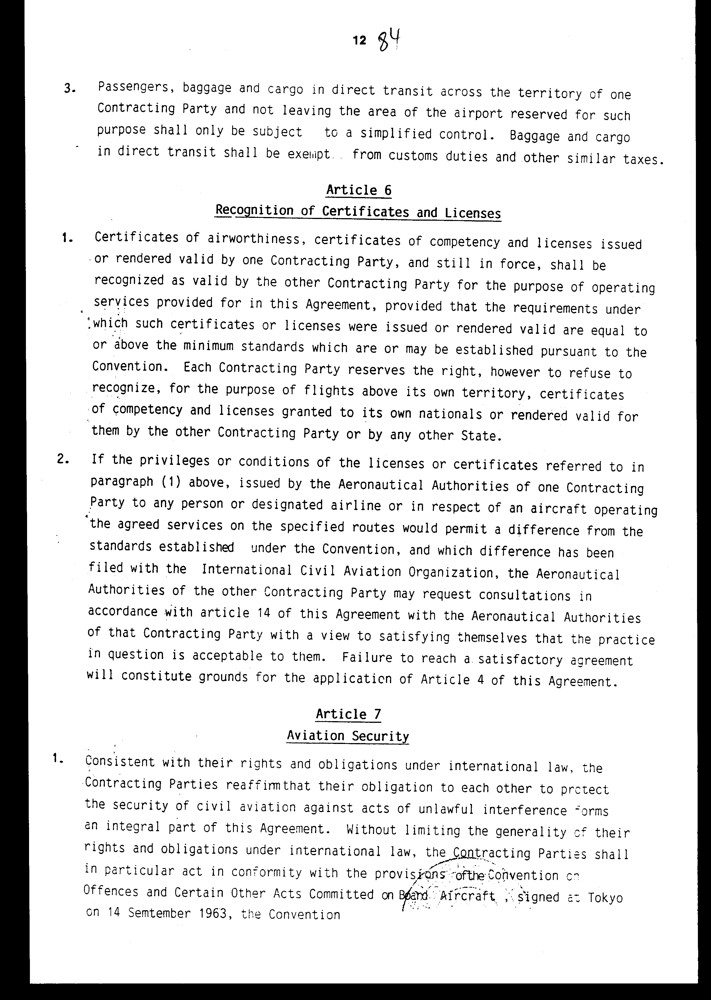 12 84
3. Passengers, baggage and cargo in direct transit across the territory of one
Contracting Party and not leaving the area of the airport reserved for such
purpose shall only be subject to a simplified control. Baggage and cargo
in direct transit shall be exempt from customs duties and other similar taxes.
Article 6
Recognition of Certificates and Licenses
1. Certificates of airworthiness, certificates of competency and licenses issued
or rendered valid by one Contracting Party, and still in force, shall be
recognized as valid by the other Contracting Party for the purpose of operating
services provided for in this Agreement, provided that the requirements under
which such certificates or licenses were issued or rendered valid are equal to
or above the minimum standards which are or may be established pursuant to the
Convention. Each Contracting Party reserves the right, however to refuse to
recognize, for the purpose of flights above its own territory, certificates
of competency and licenses granted to its own nationals or rendered valid for
them by the other Contracting Party or by any other State.
2. If the privileges or conditions of the licenses or certificates referred to in
paragraph (1) above, issued by the Aeronautical Authorities of one Contracting
Party to any person or designated airline or in respect of an aircraft operating
the agreed services on the specified routes would permit a difference from the
standards established under the Convention, and which difference has been
filed with the International Civil Aviation Organization, the Aeronautical
Authorities of the other Contracting Party may request consultations in
accordance with article 14 of this Agreement with the Aeronautical Authorities
of that Contracting Party with a view to satisfying themselves that the practice
in question is acceptable to them. Failure to reach a satisfactory agreement
will constitute grounds for the application of Article 4 of this Agreement.
Article 7
Aviation Security
1. Consistent with their rights and obligations under international law, the
Contracting Parties reaffirm that their obligation to each other to protect
the security of civil aviation against acts of unlawful interference forms
an integral part of this Agreement. Without limiting the generality of their
rights and obligations under international law, the Contracting Parties shall
in particular act in conformity with the provisions of the Convention on
Offences and Certain Other Acts Committed on Board Aircraft, signed at Tokyo
on 14 Semtember 1963, the Convention